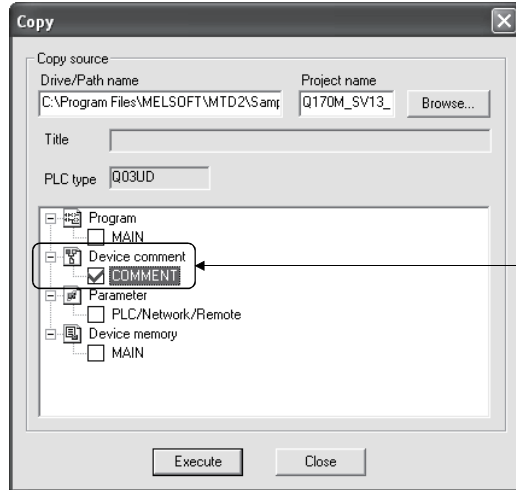 Copy
Copy source
Drive/Path name Project name
C:\Program Files\MELSOFT\MTD2\Samp Q170M_SV13_ Browse...
Title
PLC type Q03UD
Program
MAIN
Device comment
COMMENT
Parameter
PLC/Network/Remote
Device memory
MAIN
Execute Close